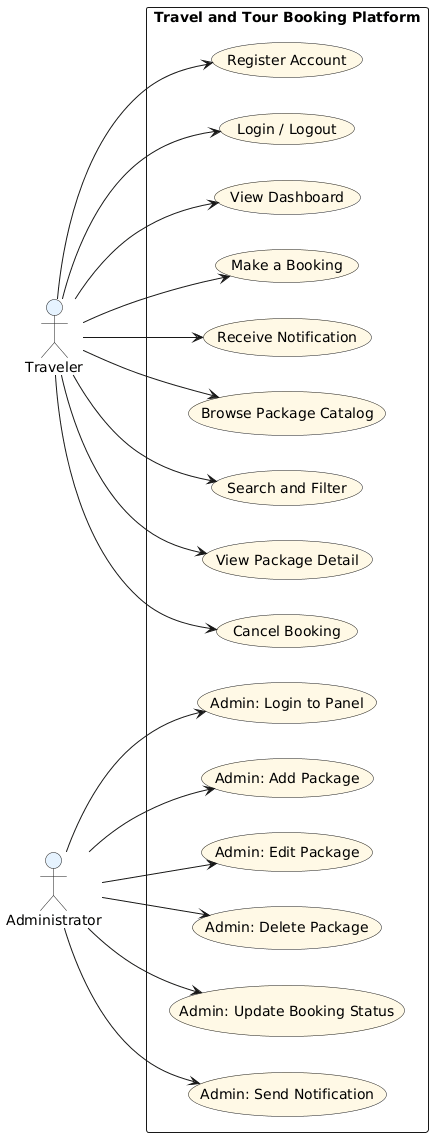 Travel and Tour Booking Platform
Register Account
Login / Logout
View Dashboard
Make a Booking
Receive Notification
Traveler
Browse Package Catalog
Search and Filter
View Package Detail
Cancel Booking
Admin: Login to Panel
Admin: Add Package
Admin: Edit Package
Administrator
Admin: Delete Package
Admin: Update Booking Status
Admin: Send Notification